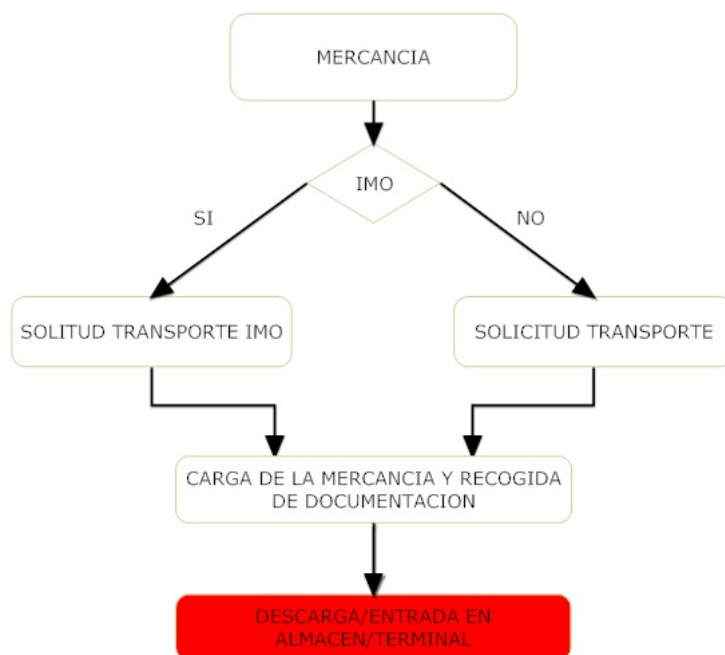 MERCANCIA
IMO
SI
NO
SOLITUD TRANSPORTE IMO
SOLICITUD TRANSPORTE
CARGA DE LA MERCANCIA Y RECOGIDA
DE DOCUMENTACION
DESCARGA/ENTRADA EN
ALMACEN/TERMINAL